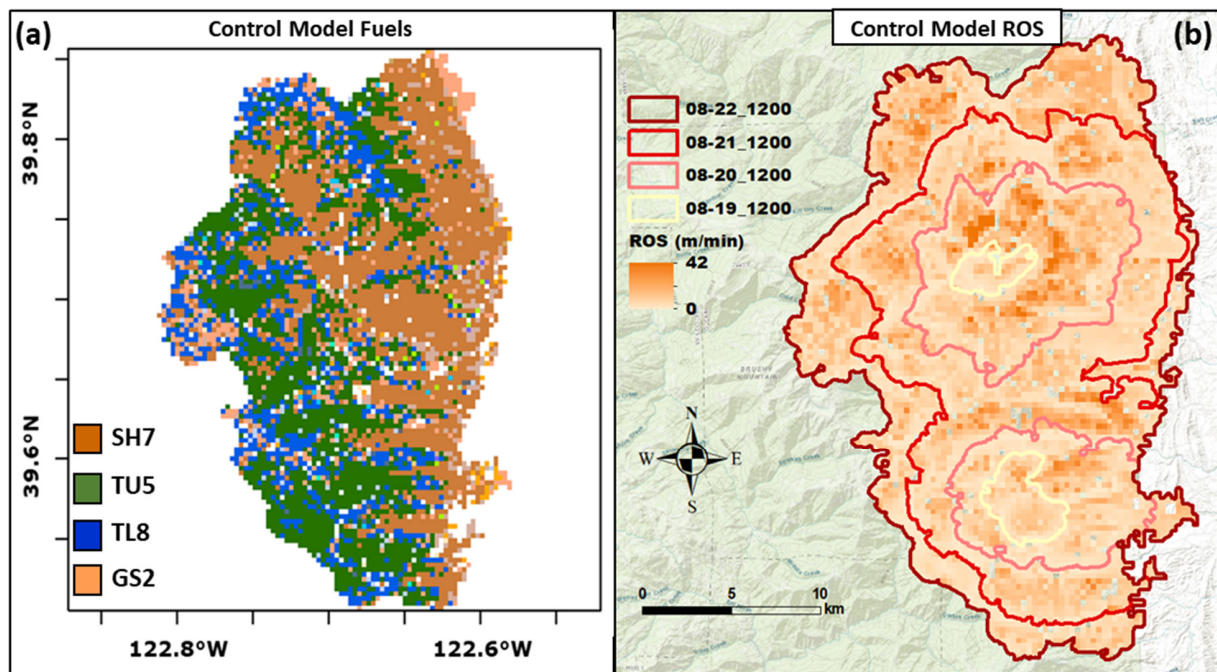 (a)
Control Model Fuels
39.8°N
39.6°N
SH7
TU5
TL8
GS2
122.8°W
122.6°W
Control Model ROS
(b)
08-22_1200
08-21_1200
08-20_1200
08-19_1200
ROS (m/min)
42
0
N
W
E
S
0
5
10
km